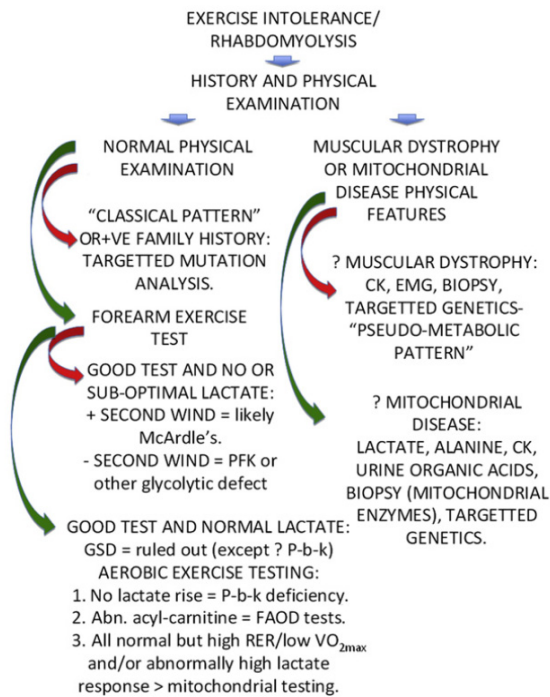 EXERCISE INTOLERANCE/
RHABDOMYOLYSIS
HISTORY AND PHYSICAL
EXAMINATION
NORMAL PHYSICAL
EXAMINATION
"CLASSICAL PATTERN"
OR+VE FAMILY HISTORY:
TARGETTED MUTATION
ANALYSIS.
FOREARM EXERCISE
TEST
GOOD TEST AND NO OR
SUB-OPTIMAL LACTATE:
+ SECOND WIND = likely
McArdle's.
- SECOND WIND = PFK or
other glycolytic defect
GOOD TEST AND NORMAL LACTATE:
GSD = ruled out (except ? P-b-k)
AEROBIC EXERCISE TESTING:
1. No lactate rise = P-b-k deficiency.
2. Abn. acyl-carnitine = FAOD tests.
3. All normal but high RER/low VO2max
and/or abnormally high lactate
response > mitochondrial testing.
MUSCULAR DYSTROPHY
OR MITOCHONDRIAL
DISEASE PHYSICAL
FEATURES
? MUSCULAR DYSTROPHY:
CK, EMG, BIOPSY,
TARGETTED GENETICS-
"PSEUDO-METABOLIC
PATTERN"
? MITOCHONDRIAL
DISEASE:
LACTATE, ALANINE, CK,
URINE ORGANIC ACIDS,
BIOPSY (MITOCHONDRIAL
ENZYMES), TARGETTED
GENETICS.